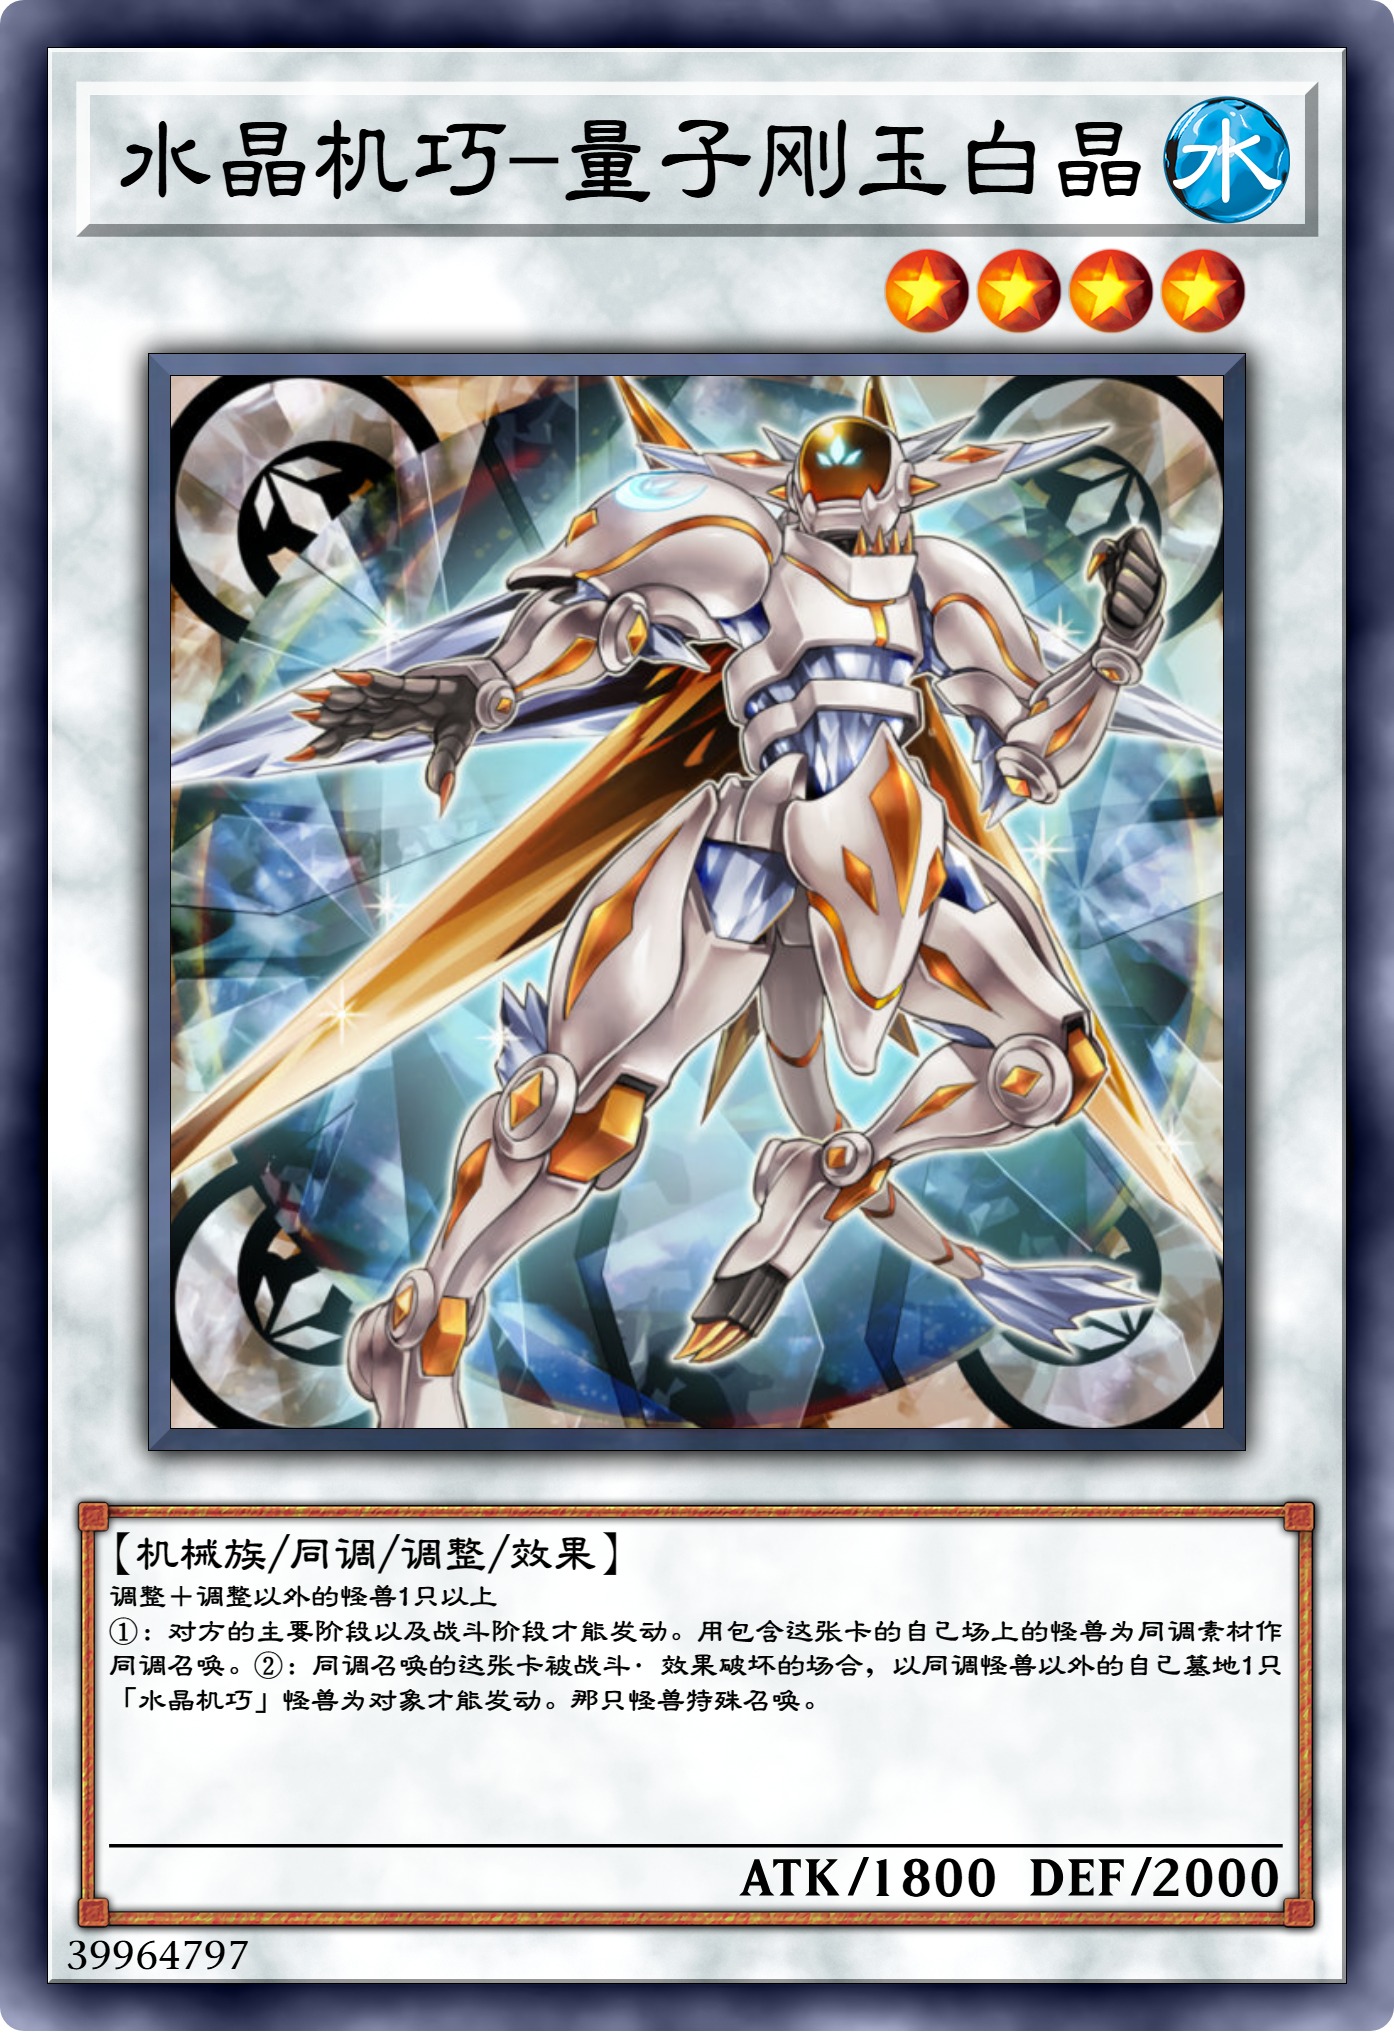 水晶机巧-量子刚玉白晶 水
【机械族/同调/调整/效果】
调整＋调整以外的怪兽1只以上
①：对方的主要阶段以及战斗阶段才能发动。用包含这张卡的自己场上的怪兽为同调素材作
同调召唤。②：同调召唤的这张卡被战斗·效果破坏的场合，以同调怪兽以外的自己墓地1只
「水晶机巧」怪兽为对象才能发动。那只怪兽特殊召唤。
ATK/1800 DEF/2000
39964797